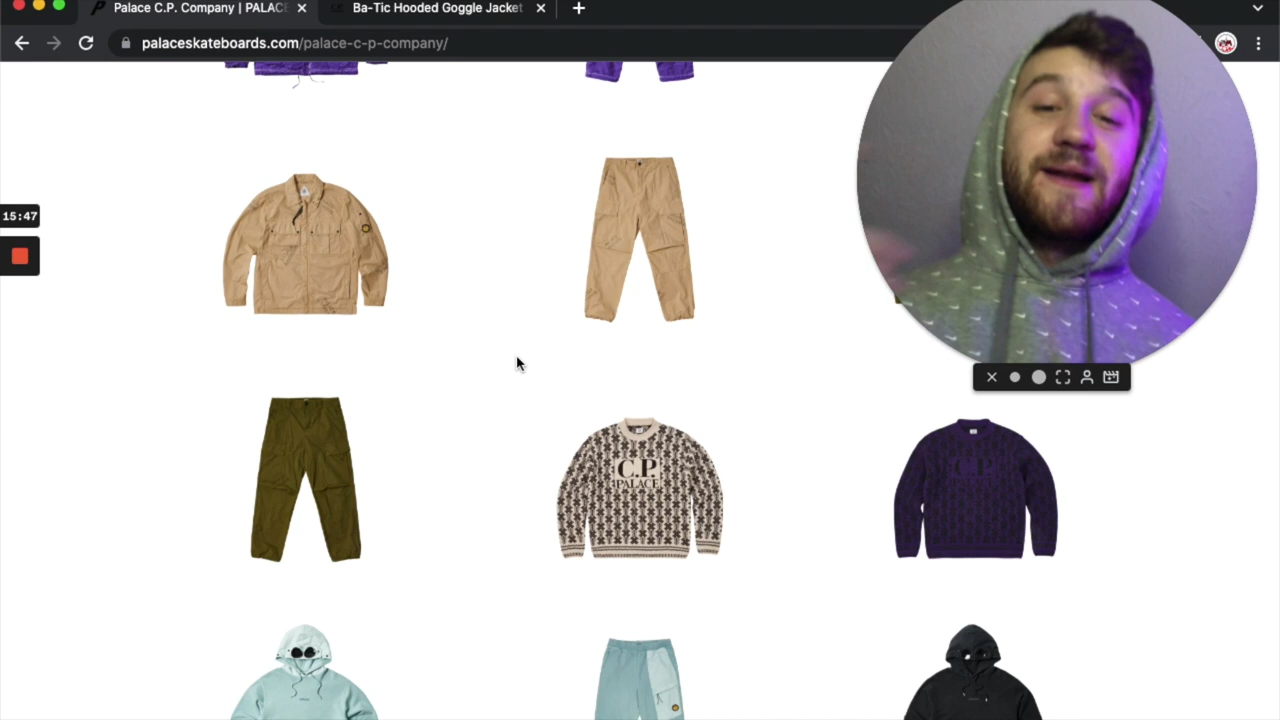 Palace C.P. Company | PALACE
Ba-Tic Hooded Goggle Jacket
palaceskateboards.com/palace-c-p-company/
15:47
C.P.
PALACE
C.P.